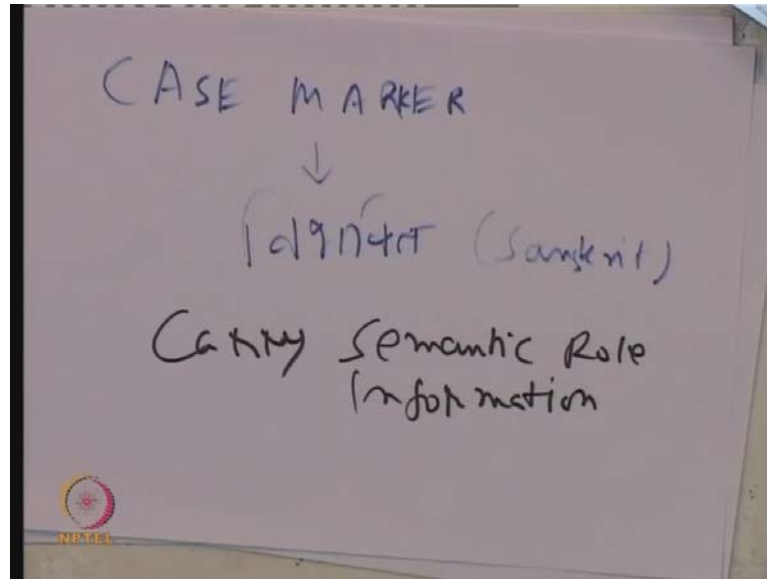 CASE MARKER
↓
विभक्ति (Sanskrit)
Carry Semantic Role
Information
NPTEL